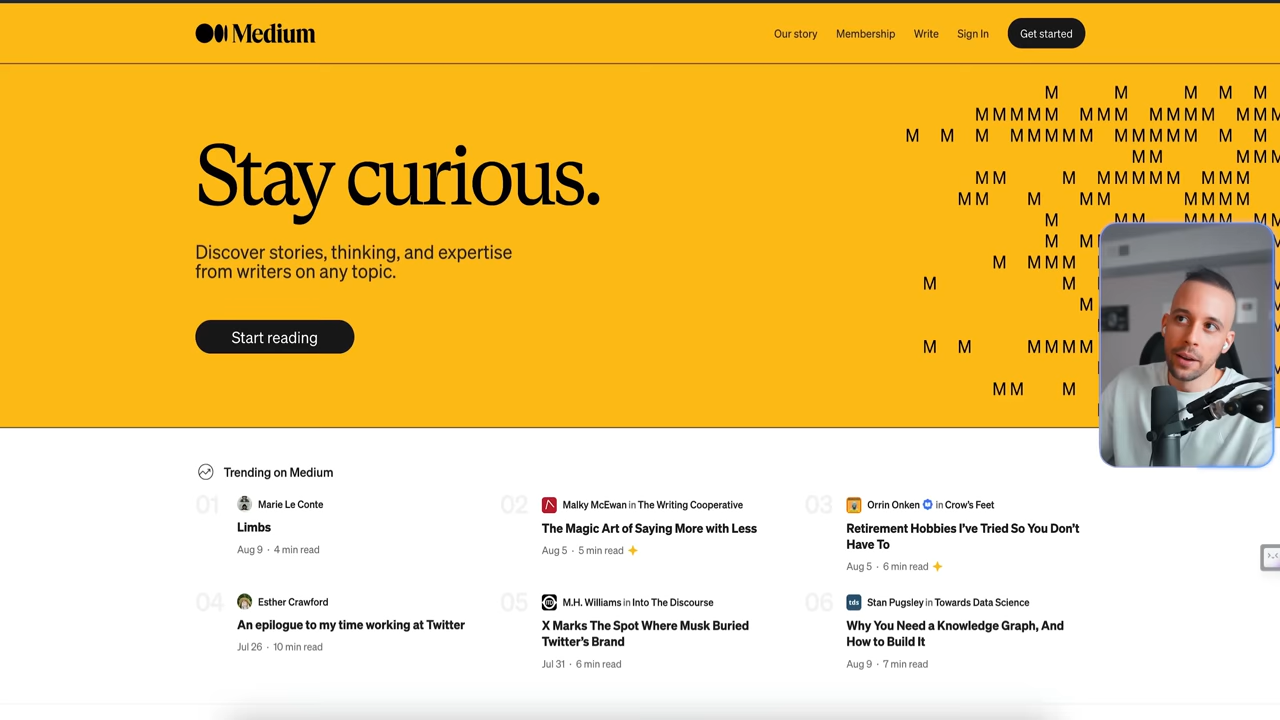 Medium
Our story
Membership
Write
Sign In
Get started
Stay curious.
Discover stories, thinking, and expertise
from writers on any topic.
Start reading
M M M M M
M M M M M M M M M M M M M M M
M M M M M M M M M M M M M M M
M M M M M
M M M M M M M M M M M
M M M M M M M M M
M M M M M M M
M M
M M M M
M M
M
M M M M M M
M M M
Trending on Medium
01
Marie Le Conte
Limbs
Aug 9 · 4 min read
02
Malky McEwan in The Writing Cooperative
The Magic Art of Saying More with Less
Aug 5 · 5 min read
03
Orrin Onken in Crow's Feet
Retirement Hobbies I've Tried So You Don't
Have To
Aug 5 · 6 min read
04
Esther Crawford
An epilogue to my time working at Twitter
Jul 26 · 10 min read
05
M.H. Williams in Into The Discourse
X Marks The Spot Where Musk Buried
Twitter's Brand
Jul 31 · 6 min read
06
tds
Stan Pugsley in Towards Data Science
Why You Need a Knowledge Graph, And
How to Build It
Aug 9 · 7 min read